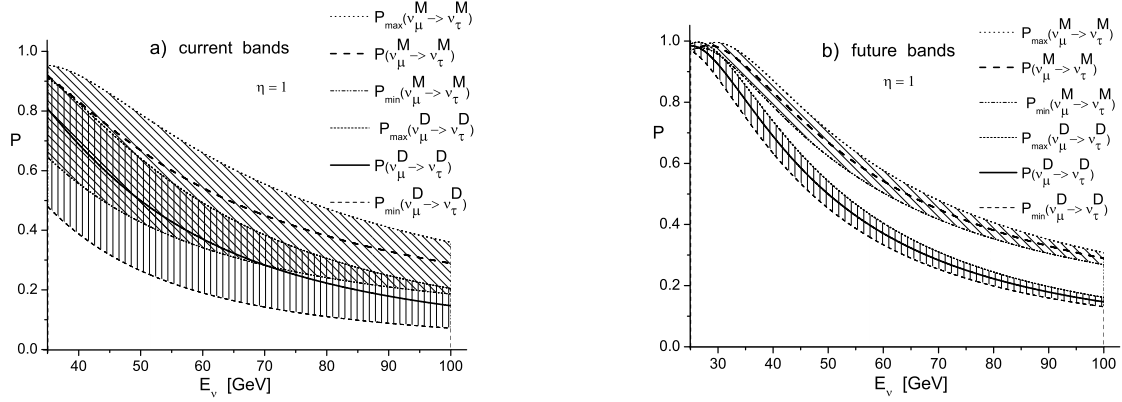 a) current bands
η = 1
P_max(ν_μ^M -> ν_τ^M)
P(ν_μ^M -> ν_τ^M)
P_min(ν_μ^M -> ν_τ^M)
P_max(ν_μ^D -> ν_τ^D)
P(ν_μ^D -> ν_τ^D)
P_min(ν_μ^D -> ν_τ^D)
P
1.0
0.8
0.6
0.4
0.2
0.0
40 50 60 70 80 90 100
E_ν [GeV]
b) future bands
η = 1
P_max(ν_μ^M -> ν_τ^M)
P(ν_μ^M -> ν_τ^M)
P_min(ν_μ^M -> ν_τ^M)
P_max(ν_μ^D -> ν_τ^D)
P(ν_μ^D -> ν_τ^D)
P_min(ν_μ^D -> ν_τ^D)
P
1.0
0.8
0.6
0.4
0.2
0.0
30 40 50 60 70 80 90 100
E_ν [GeV]